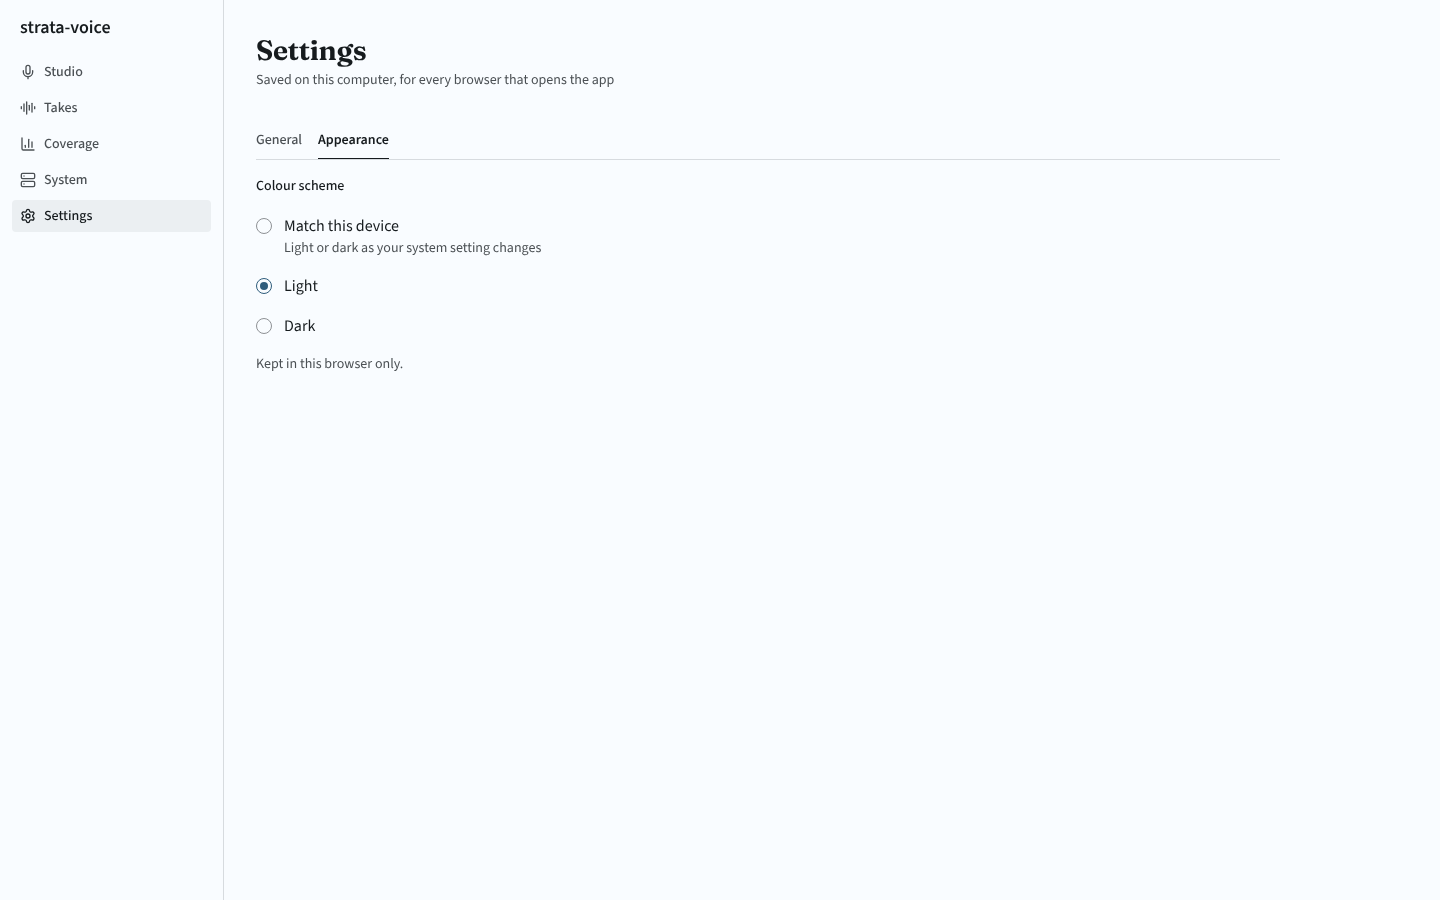 strata-voice
Studio
Takes
Coverage
System
Settings
Settings
Saved on this computer, for every browser that opens the app
General Appearance
Colour scheme
Match this device
Light or dark as your system setting changes
Light
Dark
Kept in this browser only.